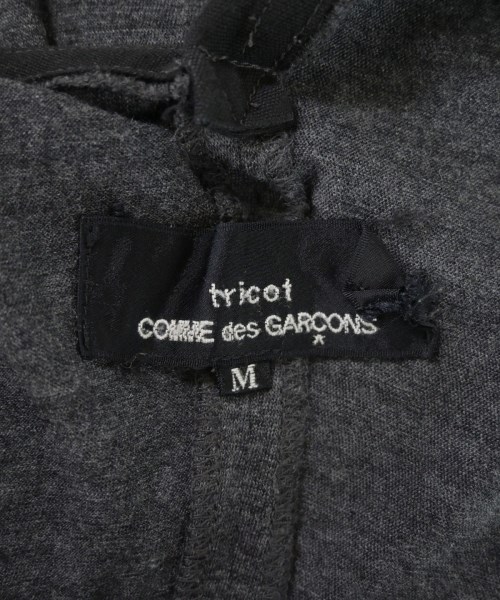 tricot
COMME des GARÇONS
*
M